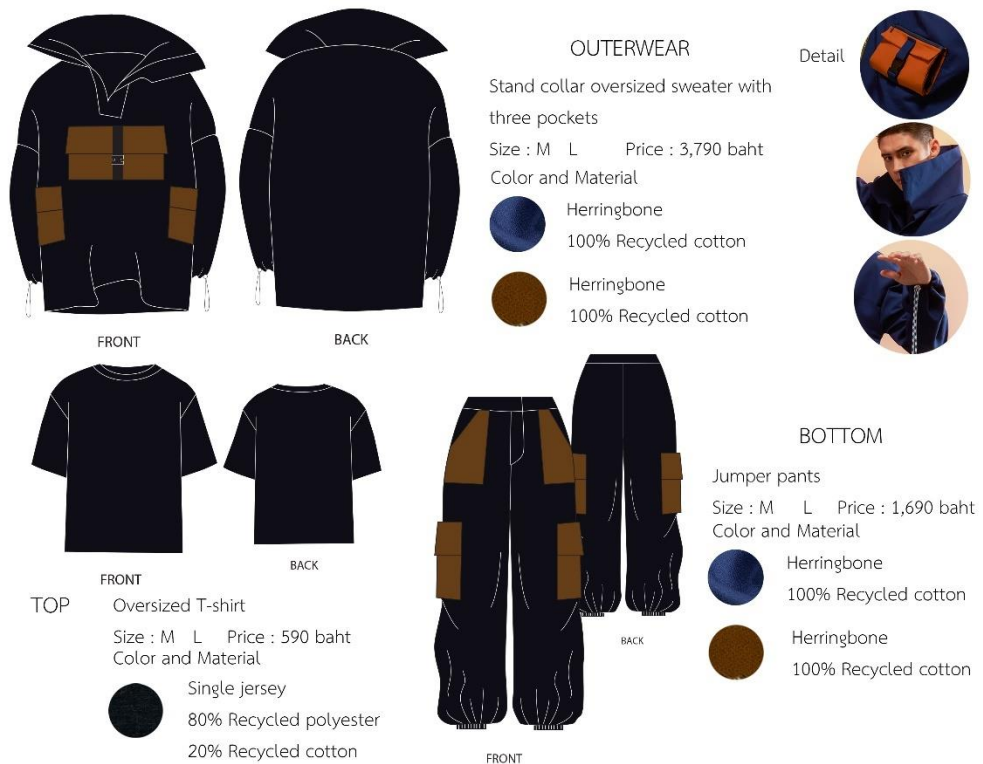 OUTERWEAR
Stand collar oversized sweater with
three pockets
Size : M L Price : 3,790 baht
Color and Material
Herringbone
100% Recycled cotton
Herringbone
100% Recycled cotton
Detail
FRONT
BACK
FRONT
BACK
TOP Oversized T-shirt
Size : M L Price : 590 baht
Color and Material
Single jersey
80% Recycled polyester
20% Recycled cotton
BACK
FRONT
BOTTOM
Jumper pants
Size : M L Price : 1,690 baht
Color and Material
Herringbone
100% Recycled cotton
Herringbone
100% Recycled cotton